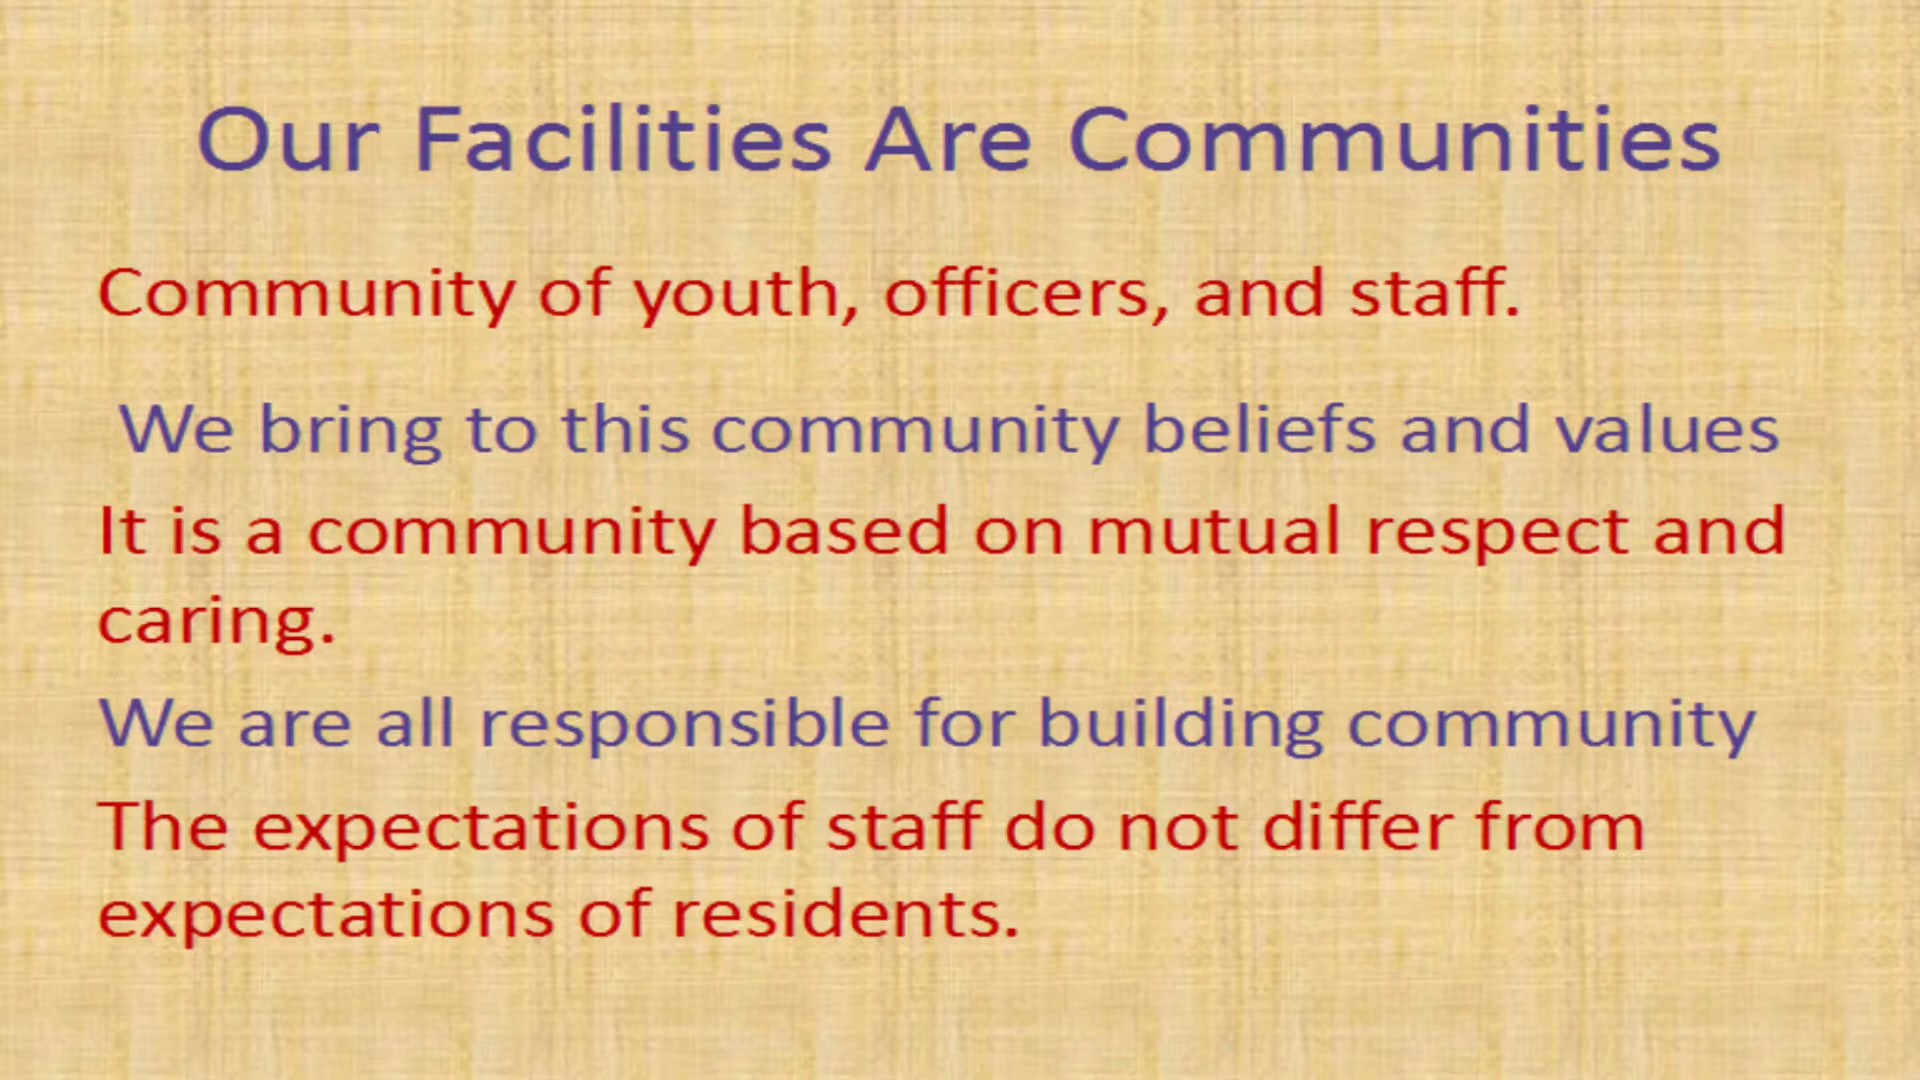 Our Facilities Are Communities
Community of youth, officers, and staff.
We bring to this community beliefs and values
It is a community based on mutual respect and
caring.
We are all responsible for building community
The expectations of staff do not differ from
expectations of residents.